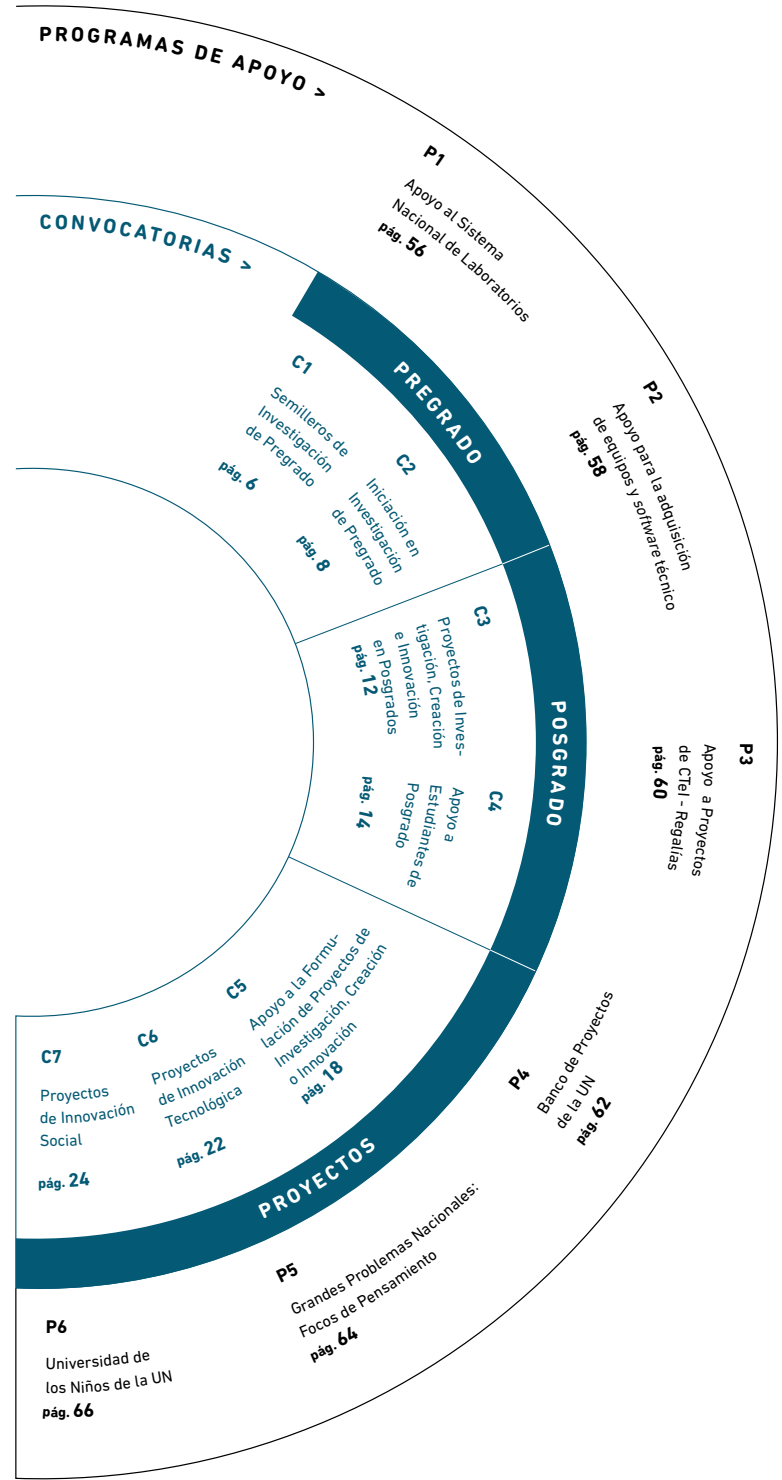 PROGRAMAS DE APOYO >
P1
Apoyo al Sistema
Nacional de Laboratorios
pág. 56
P2
Apoyo para la adquisición
de equipos y software técnico
pág. 58
P3
Apoyo a Proyectos
de CTeI - Regalías
pág. 60
P4
Banco de Proyectos
de la UN
pág. 62
P5
Grandes Problemas Nacionales:
Focos de Pensamiento
pág. 64
P6
Universidad de
los Niños de la UN
pág. 66
CONVOCATORIAS >
PREGRADO
C1
Semilleros de
Investigación
de Pregrado
pág. 6
C2
Iniciación en
Investigación
de Pregrado
pág. 8
POSGRADO
C3
Proyectos de Inves-
tigación, Creación
e Innovación
en Posgrados
pág. 12
C4
Apoyo a
Estudiantes de
Posgrado
pág. 14
PROYECTOS
C5
Apoyo a la Formu-
lación de Proyectos de
Investigación, Creación
o Innovación
pág. 18
C6
Proyectos
de Innovación
Tecnológica
pág. 22
C7
Proyectos
de Innovación
Social
pág. 24